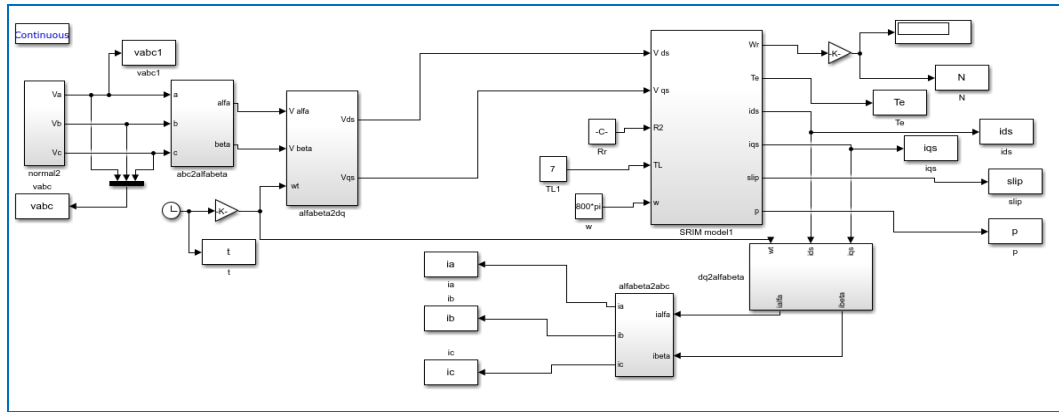 Continuous
vabc1
vabc1
Va
Vb
Vc
normal2
vabc
vabc
a
b
c
alfa
beta
abc2alfabeta
V alfa
V beta
wt
Vds
Vqs
alfabeta2dq
-K-
t
t
V ds
V qs
R2
TL
w
Wr
Te
ids
iqs
slip
p
SRIM model1
-C-
Rr
7
TL1
800*pi
w
-K-
N
N
Te
Te
ids
ids
iqs
iqs
slip
slip
p
p
wt
ids
iqs
ialfa
ibeta
dq2alfabeta
alfabeta2abc
ia
ib
ic
ialfa
ibeta
ia
ia
ib
ib
ic
ic